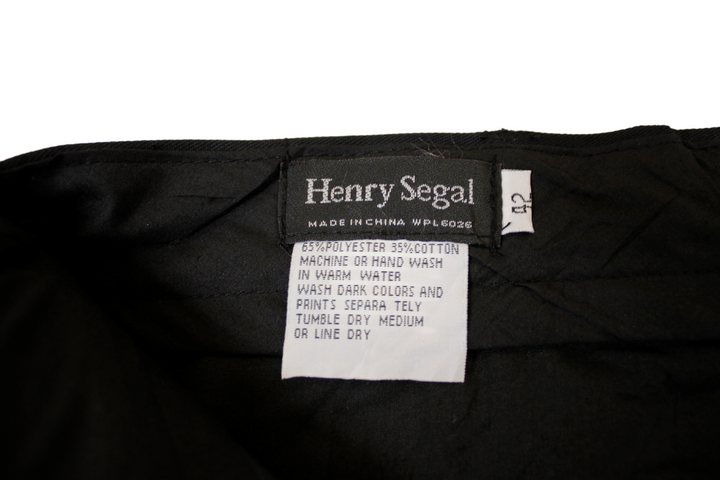 Henry Segal
MADE IN CHINA WPL6026
42
65%POLYESTER 35%COTTON
MACHINE OR HAND WASH
IN WARM WATER
WASH DARK COLORS AND
PRINTS SEPARA TELY
TUMBLE DRY MEDIUM
OR LINE DRY